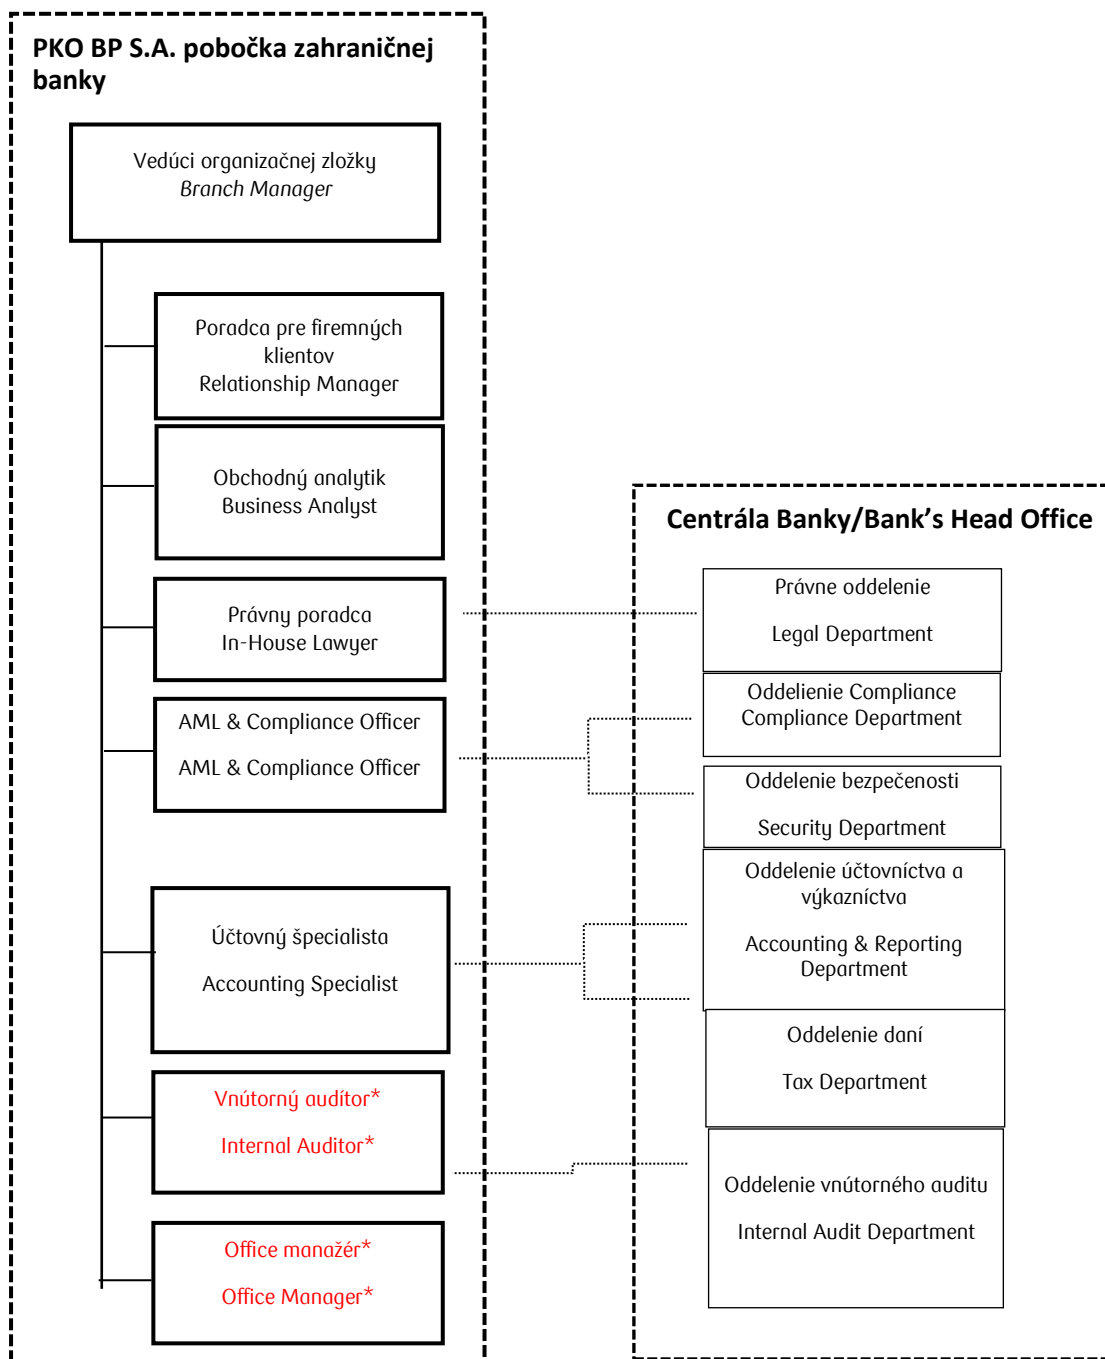 PKO BP S.A. pobočka zahraničnej
banky
Vedúci organizačnej zložky
Branch Manager
Poradca pre firemných
klientov
Relationship Manager
Obchodný analytik
Business Analyst
Právny poradca
In-House Lawyer
AML & Compliance Officer
AML & Compliance Officer
Účtovný špecialista
Accounting Specialist
Vnútorný audítor*
Internal Auditor*
Office manažér*
Office Manager*
Centrála Banky/Bank’s Head Office
Právne oddelenie
Legal Department
Oddelienie Compliance
Compliance Department
Oddelenie bezpečenosti
Security Department
Oddelenie účtovníctva a
výkazníctva
Accounting & Reporting
Department
Oddelenie daní
Tax Department
Oddelenie vnútorného auditu
Internal Audit Department